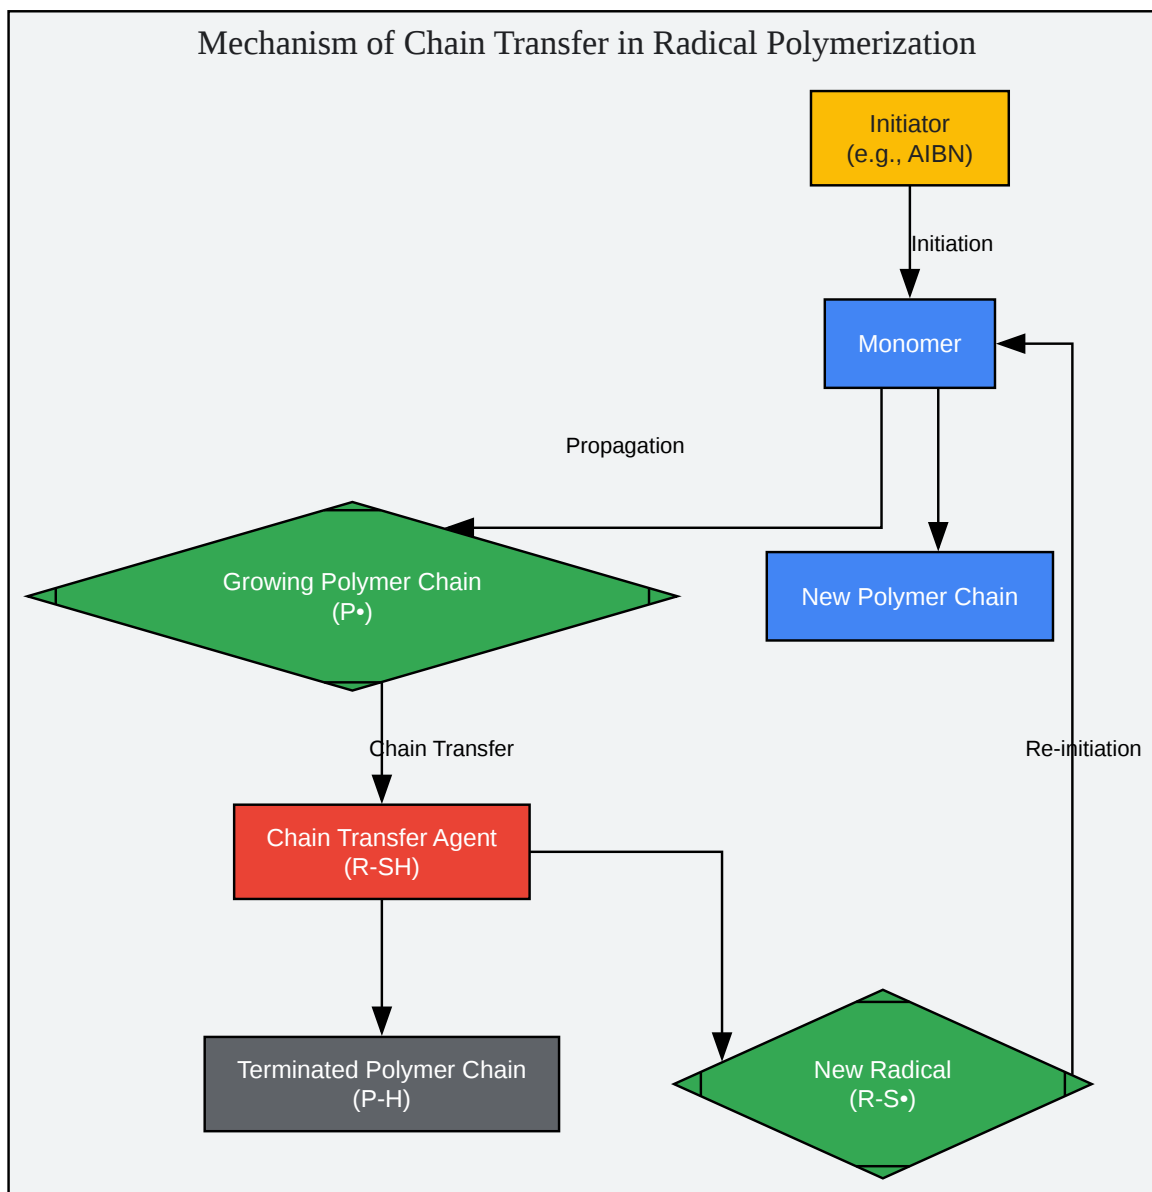 Mechanism of Chain Transfer in Radical Polymerization
Initiator
(e.g., AIBN)
Initiation
Monomer
Propagation
Growing Polymer Chain
(P•)
New Polymer Chain
Chain Transfer
Re-initiation
Chain Transfer Agent
(R-SH)
Terminated Polymer Chain
(P-H)
New Radical
(R-S•)